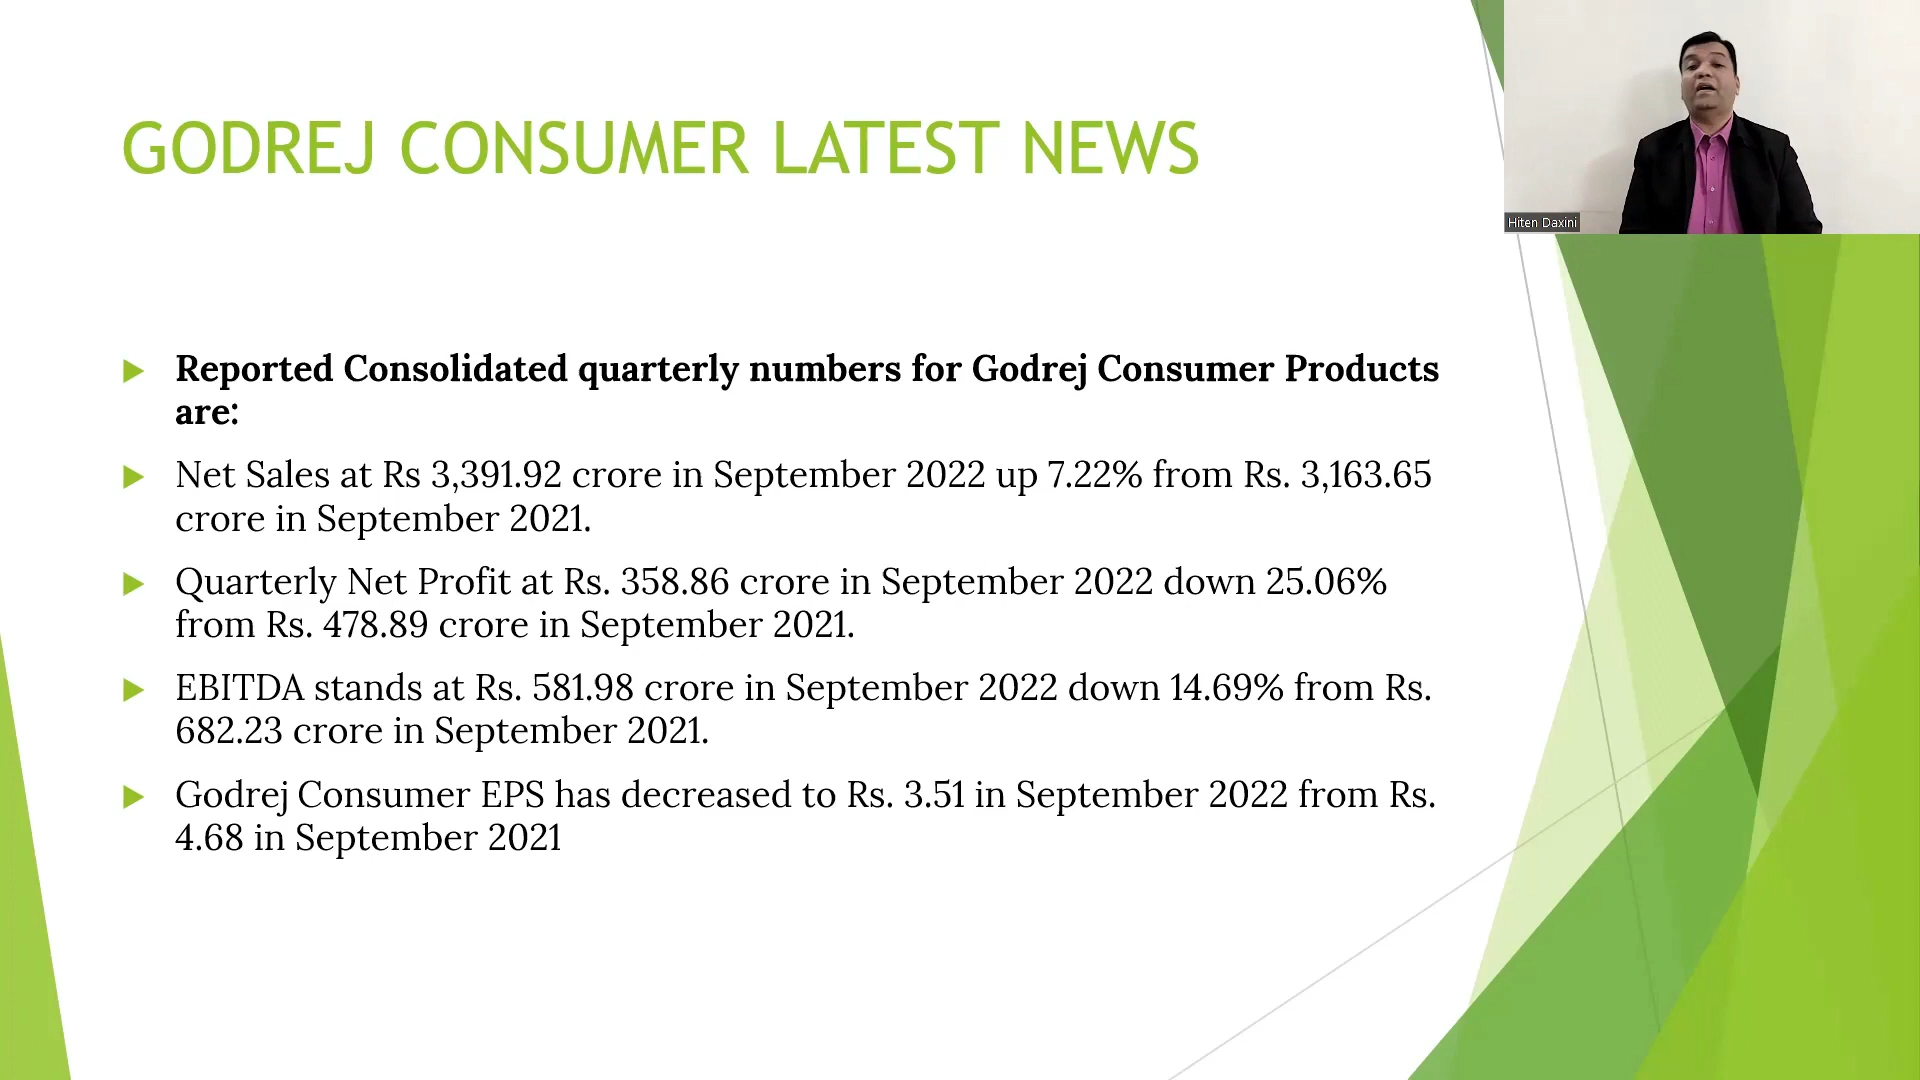 GODREJ CONSUMER LATEST NEWS
Hiten Daxini
Reported Consolidated quarterly numbers for Godrej Consumer Products
are:
Net Sales at Rs 3,391.92 crore in September 2022 up 7.22% from Rs. 3,163.65
crore in September 2021.
Quarterly Net Profit at Rs. 358.86 crore in September 2022 down 25.06%
from Rs. 478.89 crore in September 2021.
EBITDA stands at Rs. 581.98 crore in September 2022 down 14.69% from Rs.
682.23 crore in September 2021.
Godrej Consumer EPS has decreased to Rs. 3.51 in September 2022 from Rs.
4.68 in September 2021